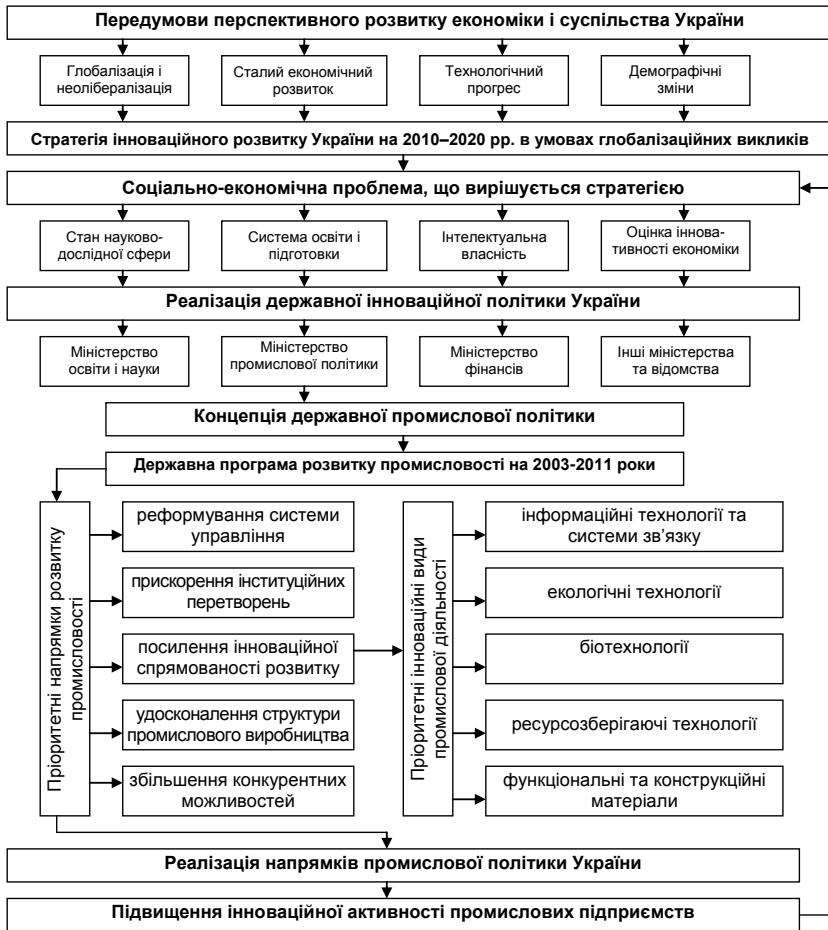 Передумови перспективного розвитку економіки і суспільства України
Глобалізація і
неолібералізація
Сталий економічний
розвиток
Технологічний
прогрес
Демографічні
зміни
Стратегія інноваційного розвитку України на 2010–2020 рр. в умовах глобалізаційних викликів
Соціально-економічна проблема, що вирішується стратегією
Стан науково-
дослідної сфери
Система освіти і
підготовки
Інтелектуальна
власність
Оцінка іннова-
тивності економіки
Реалізація державної інноваційної політики України
Міністерство
освіти і науки
Міністерство
промислової політики
Міністерство
фінансів
Інші міністерства
та відомства
Концепція державної промислової політики
Державна програма розвитку промисловості на 2003-2011 роки
Пріоритетні напрямки розвитку
промисловості
реформування системи
управління
прискорення інституційних
перетворень
посилення інноваційної
спрямованості розвитку
удосконалення структури
промислового виробництва
збільшення конкурентних
можливостей
Пріоритетні інноваційні види
промислової діяльності
інформаційні технології та
системи зв’язку
екологічні технології
біотехнології
ресурсозберігаючі технології
функціональні та конструкційні
матеріали
Реалізація напрямків промислової політики України
Підвищення інноваційної активності промислових підприємств